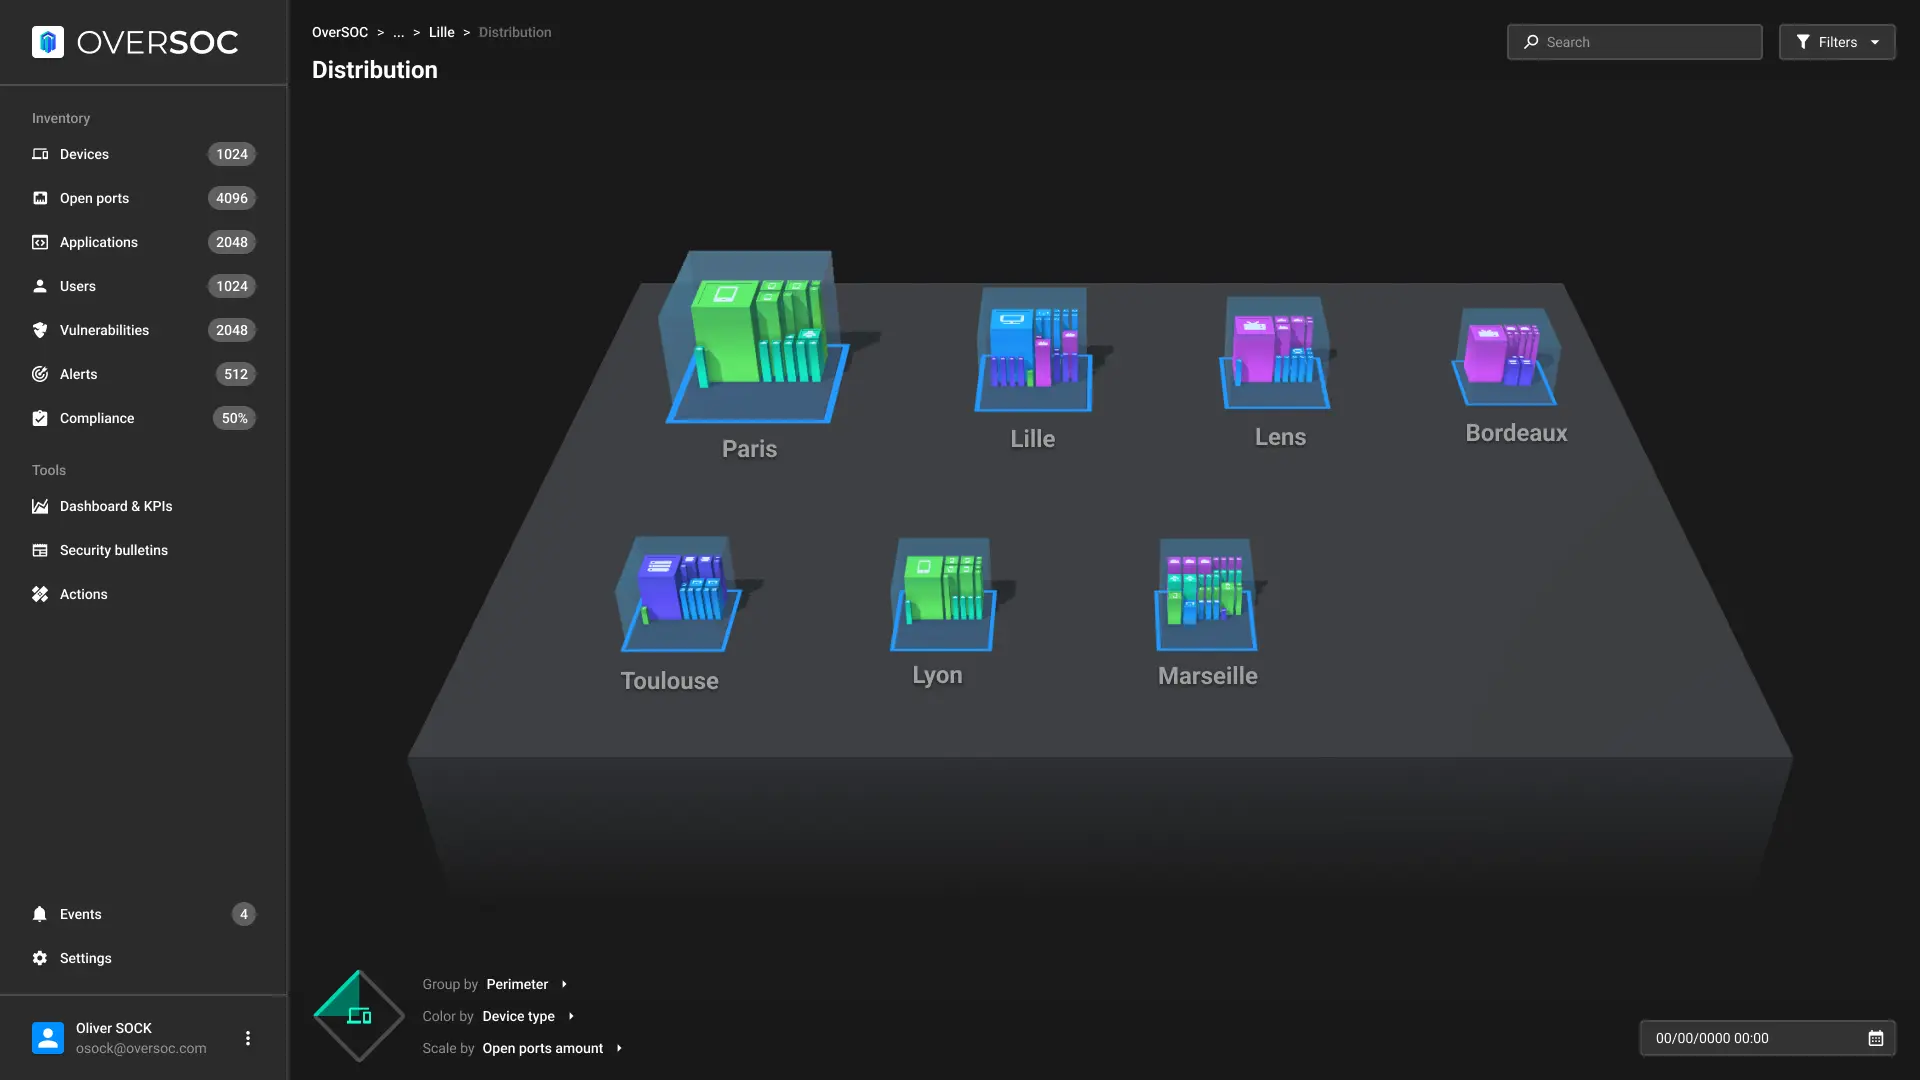 OVERSOC
OverSOC > ... > Lille > Distribution
Distribution
Search
Filters
Inventory
Devices 1024
Open ports 4096
Applications 2048
Users 1024
Vulnerabilities 2048
Alerts 512
Compliance 50%
Tools
Dashboard & KPIs
Security bulletins
Actions
Paris
Lille
Lens
Bordeaux
Toulouse
Lyon
Marseille
Events 4
Settings
Oliver SOCK
osock@oversoc.com
Group by Perimeter
Color by Device type
Scale by Open ports amount
00/00/0000 00:00